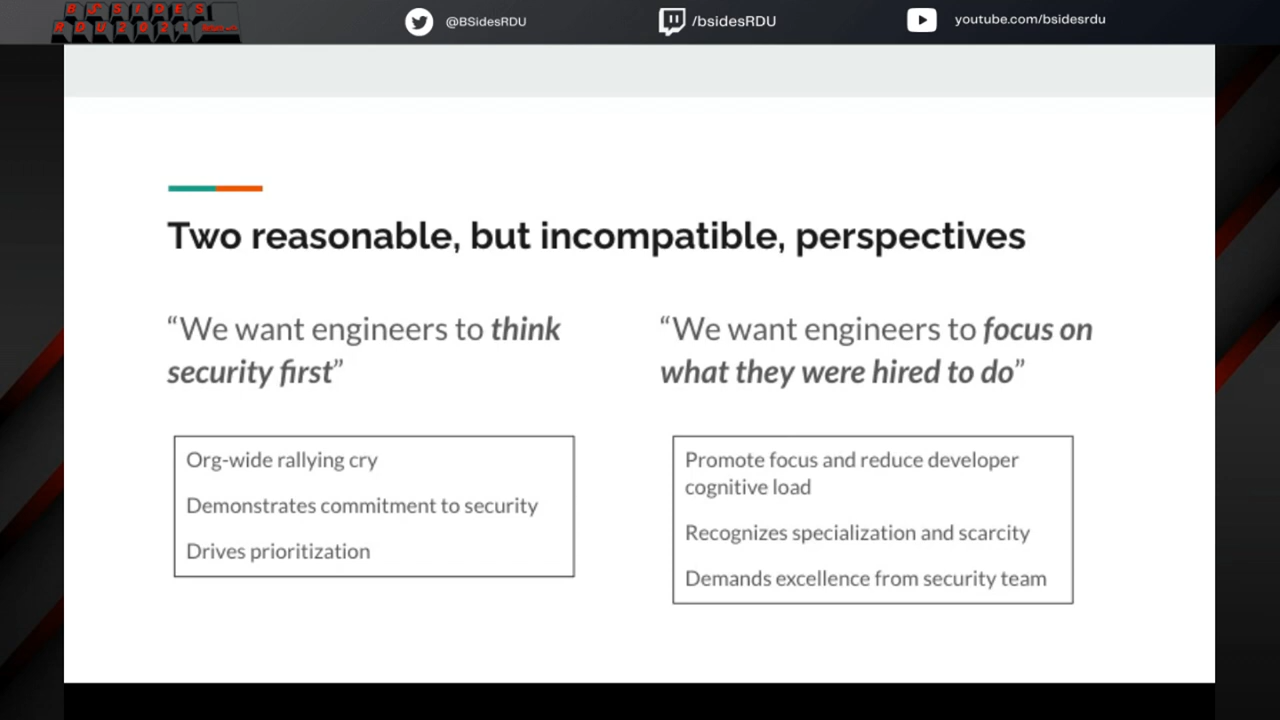 BSIDES
RDU2021
@BSidesRDU
/bsidesRDU
youtube.com/bsidesrdu
Two reasonable, but incompatible, perspectives
“We want engineers to think
security first”
Org-wide rallying cry
Demonstrates commitment to security
Drives prioritization
“We want engineers to focus on
what they were hired to do”
Promote focus and reduce developer
cognitive load
Recognizes specialization and scarcity
Demands excellence from security team